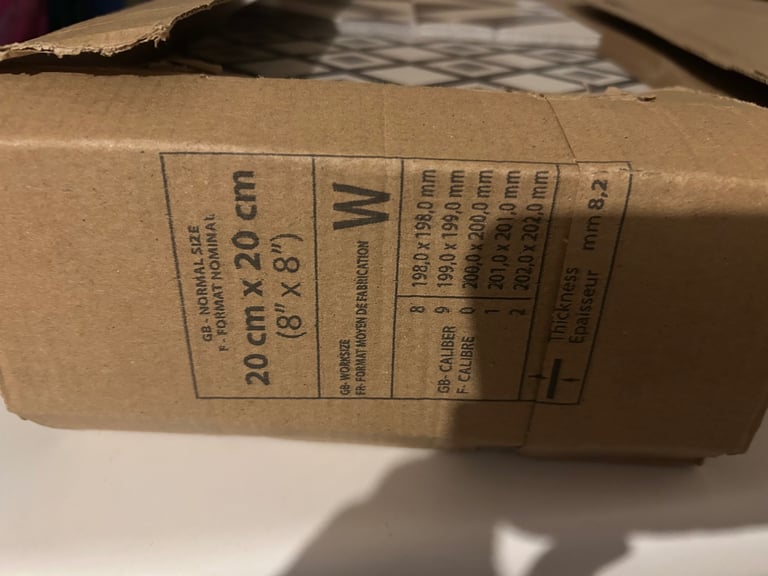 GB - NORMAL SIZE
F - FORMAT NOMINAL
20 cm x 20 cm
(8" X 8")
GB- WORKSIZE
FR- FORMAT MOYEN DE FABRICATION
W
GB- CALIBER
F- CALIBRE
8 198,0 x 198,0 mm
9 199,0 x 199,0 mm
0 200,0 x 200,0 mm
1 201,0 x 201,0 mm
2 202,0 x 202,0 mm
Thickness
Epaisseur mm 8,2